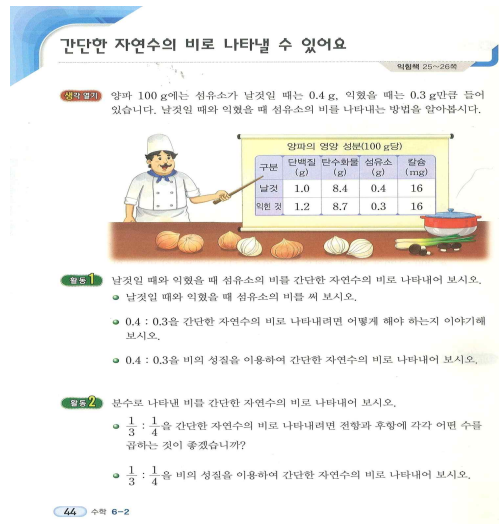 간단한 자연수의 비로 나타낼 수 있어요
익힘책 25~26쪽
생각 열기 양파 100 g에는 섬유소가 날것일 때는 0.4 g, 익혔을 때는 0.3 g만큼 들어
있습니다. 날것일 때와 익혔을 때 섬유소의 비를 나타내는 방법을 알아봅시다.
양파의 영양 성분(100 g당)
구분 단백질 (g) 탄수화물 (g) 섬유소 (g) 칼슘 (mg)
날것 1.0 8.4 0.4 16
익힌 것 1.2 8.7 0.3 16
활동 1 날것일 때와 익혔을 때 섬유소의 비를 간단한 자연수의 비로 나타내어 보시오.
날것일 때와 익혔을 때 섬유소의 비를 써 보시오.
0.4 : 0.3을 간단한 자연수의 비로 나타내려면 어떻게 해야 하는지 이야기해
보시오.
0.4 : 0.3을 비의 성질을 이용하여 간단한 자연수의 비로 나타내어 보시오.
활동 2 분수로 나타낸 비를 간단한 자연수의 비로 나타내어 보시오.
1/3 : 1/4을 간단한 자연수의 비로 나타내려면 전항과 후항에 각각 어떤 수를
곱하는 것이 좋겠습니까?
1/3 : 1/4을 비의 성질을 이용하여 간단한 자연수의 비로 나타내어 보시오.
44 수학 6-2